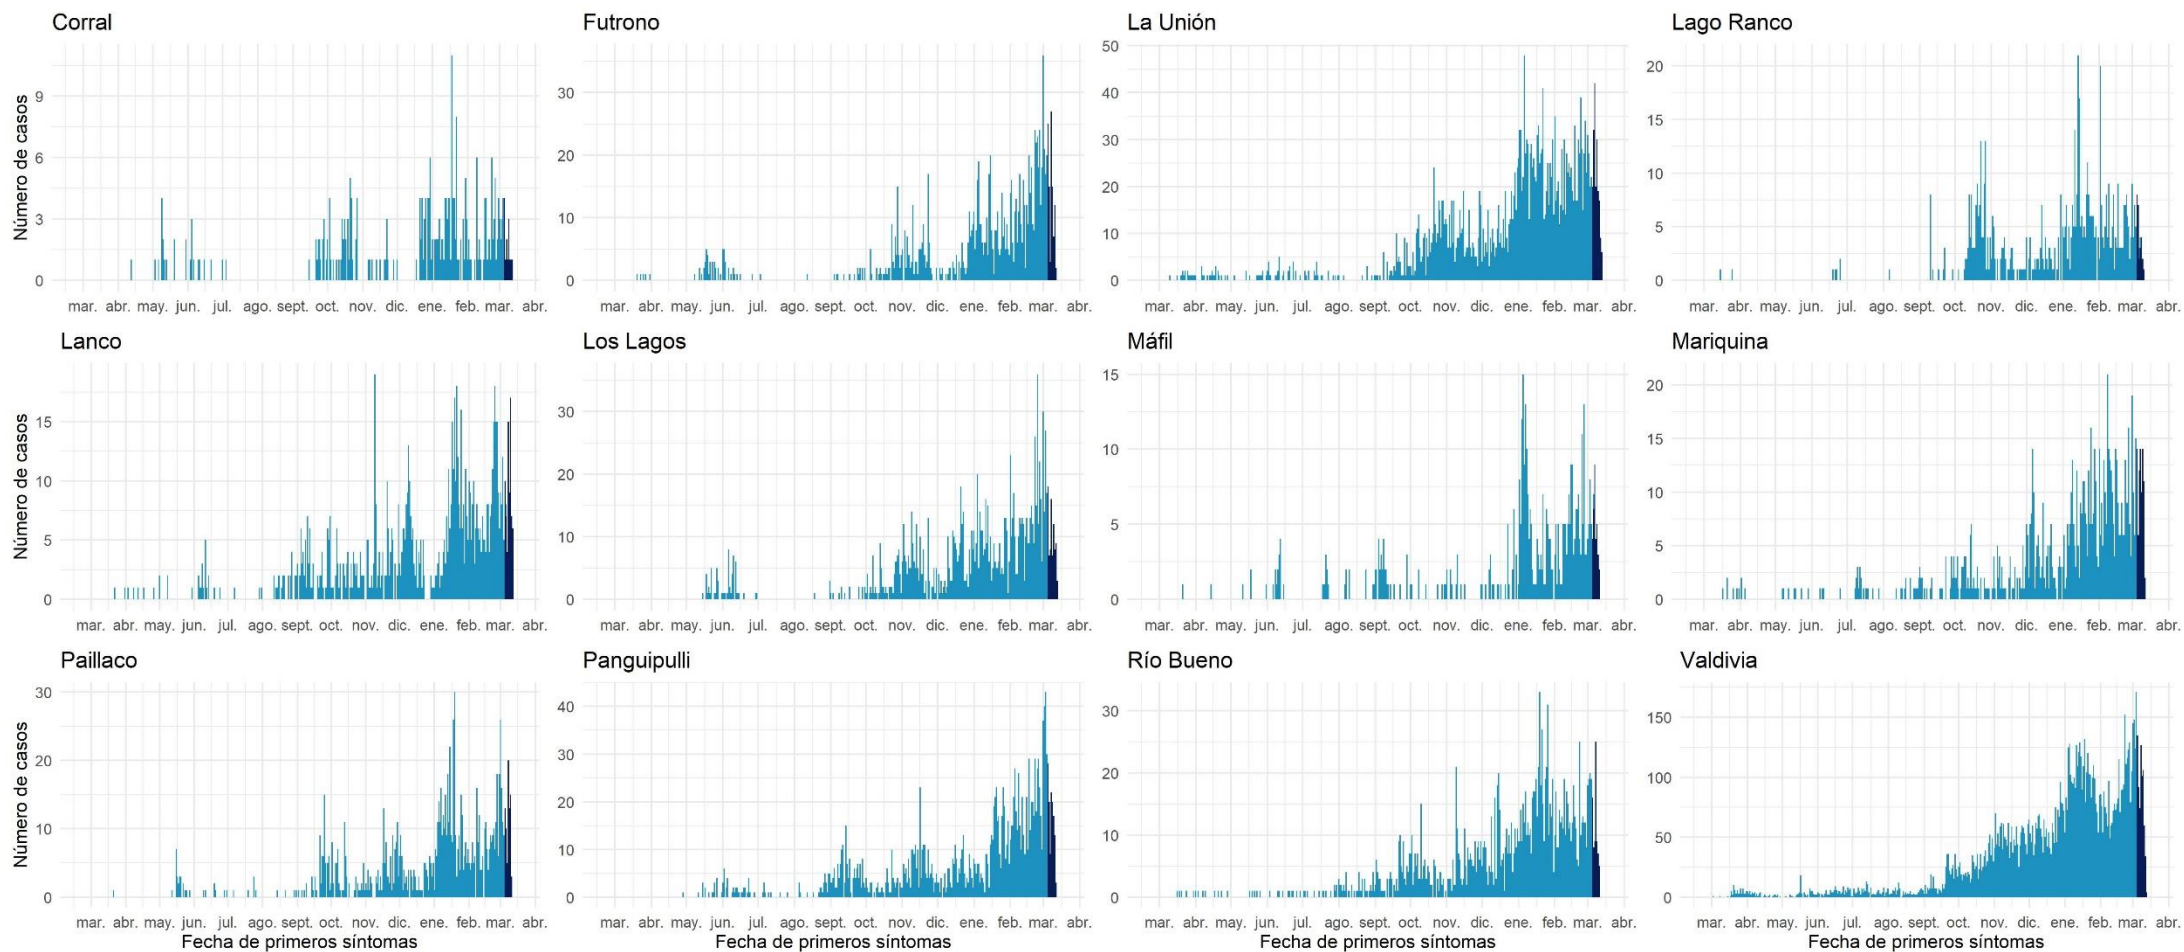 Corral
Futrono
La Unión
Lago Ranco
Número de casos
9
6
3
0
30
20
10
0
50
40
30
20
10
0
20
15
10
5
0
mar. abr. may. jun. jul. ago. sept. oct. nov. dic. ene. feb. mar. abr.
mar. abr. may. jun. jul. ago. sept. oct. nov. dic. ene. feb. mar. abr.
mar. abr. may. jun. jul. ago. sept. oct. nov. dic. ene. feb. mar. abr.
mar. abr. may. jun. jul. ago. sept. oct. nov. dic. ene. feb. mar. abr.
Lanco
Los Lagos
Máfil
Mariquina
Número de casos
15
10
5
0
30
20
10
0
15
10
5
0
20
15
10
5
0
mar. abr. may. jun. jul. ago. sept. oct. nov. dic. ene. feb. mar. abr.
mar. abr. may. jun. jul. ago. sept. oct. nov. dic. ene. feb. mar. abr.
mar. abr. may. jun. jul. ago. sept. oct. nov. dic. ene. feb. mar. abr.
mar. abr. may. jun. jul. ago. sept. oct. nov. dic. ene. feb. mar. abr.
Paillaco
Panguipulli
Río Bueno
Valdivia
Número de casos
30
20
10
0
40
30
20
10
0
30
20
10
0
150
100
50
0
mar. abr. may. jun. jul. ago. sept. oct. nov. dic. ene. feb. mar. abr.
mar. abr. may. jun. jul. ago. sept. oct. nov. dic. ene. feb. mar. abr.
mar. abr. may. jun. jul. ago. sept. oct. nov. dic. ene. feb. mar. abr.
mar. abr. may. jun. jul. ago. sept. oct. nov. dic. ene. feb. mar. abr.
Fecha de primeros síntomas
Fecha de primeros síntomas
Fecha de primeros síntomas
Fecha de primeros síntomas